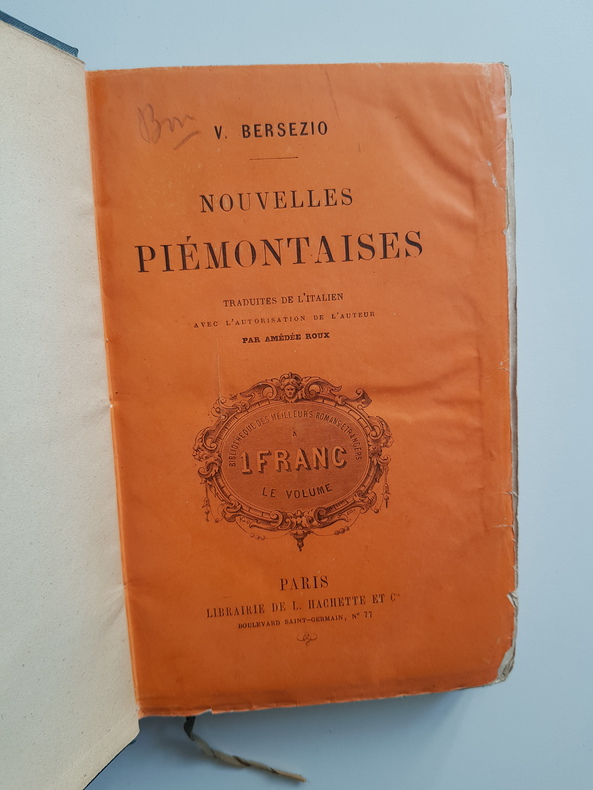 Bon
V. BERSEZIO
NOUVELLES
PIÉMONTAISES
TRADUITES DE L'ITALIEN
AVEC L'AUTORISATION DE L'AUTEUR
PAR AMÉDÉE ROUX
BIBLIOTHÈQUE DES MEILLEURS ROMANS ÉTRANGERS
A
1 FRANC
LE VOLUME
PARIS
LIBRAIRIE DE L. HACHETTE ET Cie
BOULEVARD SAINT-GERMAIN, Nº 77